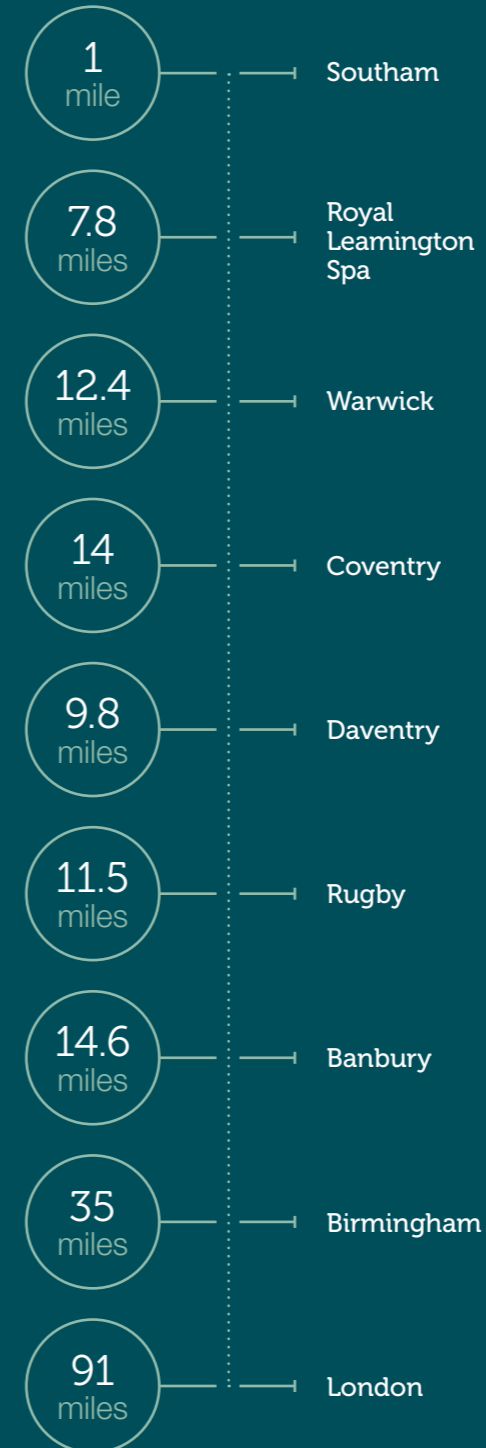 1
mile
Southam
7.8
miles
Royal
Leamington
Spa
12.4
miles
Warwick
14
miles
Coventry
9.8
miles
Daventry
11.5
miles
Rugby
14.6
miles
Banbury
35
miles
Birmingham
91
miles
London